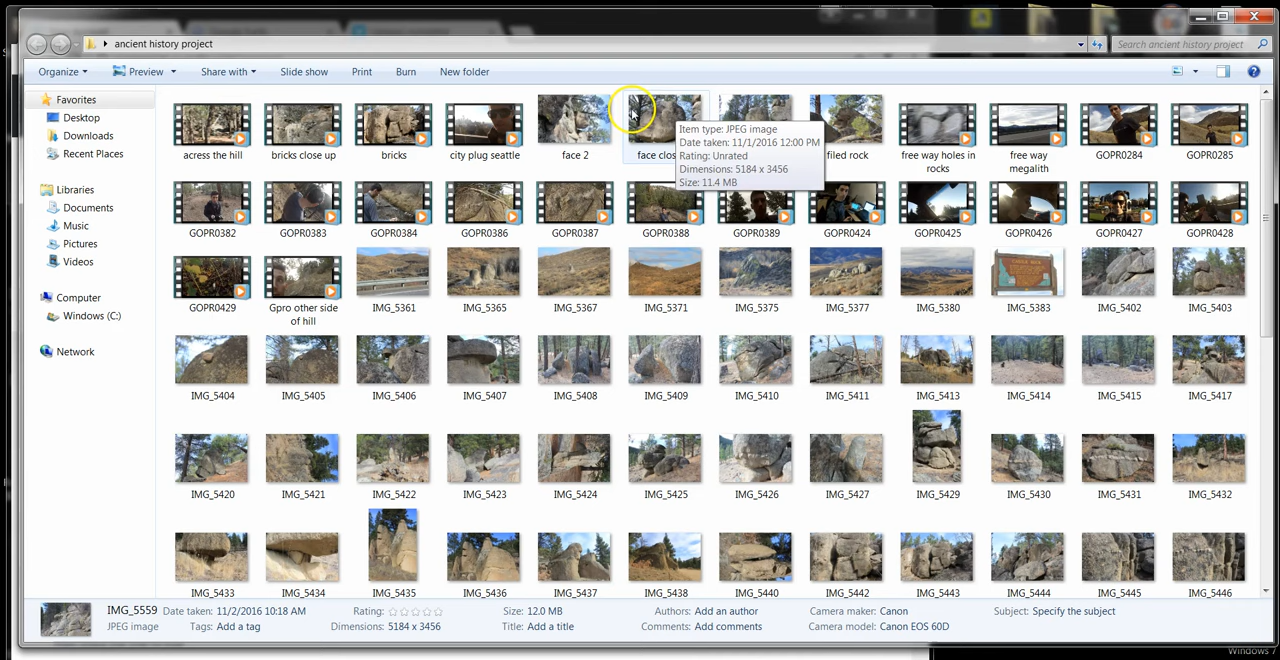 ancient history project
Search ancient history project
Organize Preview Share with Slide show Print Burn New folder
Favorites
Desktop
Downloads
Recent Places
Libraries
Documents
Music
Pictures
Videos
Computer
Windows (C:)
Network
acress the hill bricks close up bricks city plug seattle face 2 face clos filed rock free way holes in rocks free way megalith GOPR0284 GOPR0285
Item type: JPEG image
Date taken: 11/1/2016 12:00 PM
Rating: Unrated
Dimensions: 5184 x 3456
Size: 11.4 MB
GOPR0382 GOPR0383 GOPR0384 GOPR0386 GOPR0387 GOPR0388 GOPR0389 GOPR0424 GOPR0425 GOPR0426 GOPR0427 GOPR0428
GOPR0429 Gpro other side of hill IMG_5361 IMG_5365 IMG_5367 IMG_5371 IMG_5375 IMG_5377 IMG_5380 IMG_5383 IMG_5402 IMG_5403
IMG_5404 IMG_5405 IMG_5406 IMG_5407 IMG_5408 IMG_5409 IMG_5410 IMG_5411 IMG_5413 IMG_5414 IMG_5415 IMG_5417
IMG_5420 IMG_5421 IMG_5422 IMG_5423 IMG_5424 IMG_5425 IMG_5426 IMG_5427 IMG_5429 IMG_5430 IMG_5431 IMG_5432
IMG_5433 IMG_5434 IMG_5435 IMG_5436 IMG_5437 IMG_5438 IMG_5440 IMG_5442 IMG_5443 IMG_5444 IMG_5445 IMG_5446
IMG_5559 Date taken: 11/2/2016 10:18 AM Rating: Size: 12.0 MB Authors: Add an author Camera maker: Canon Subject: Specify the subject
JPEG image Tags: Add a tag Dimensions: 5184 x 3456 Title: Add a title Comments: Add comments Camera model: Canon EOS 60D
Windows 7